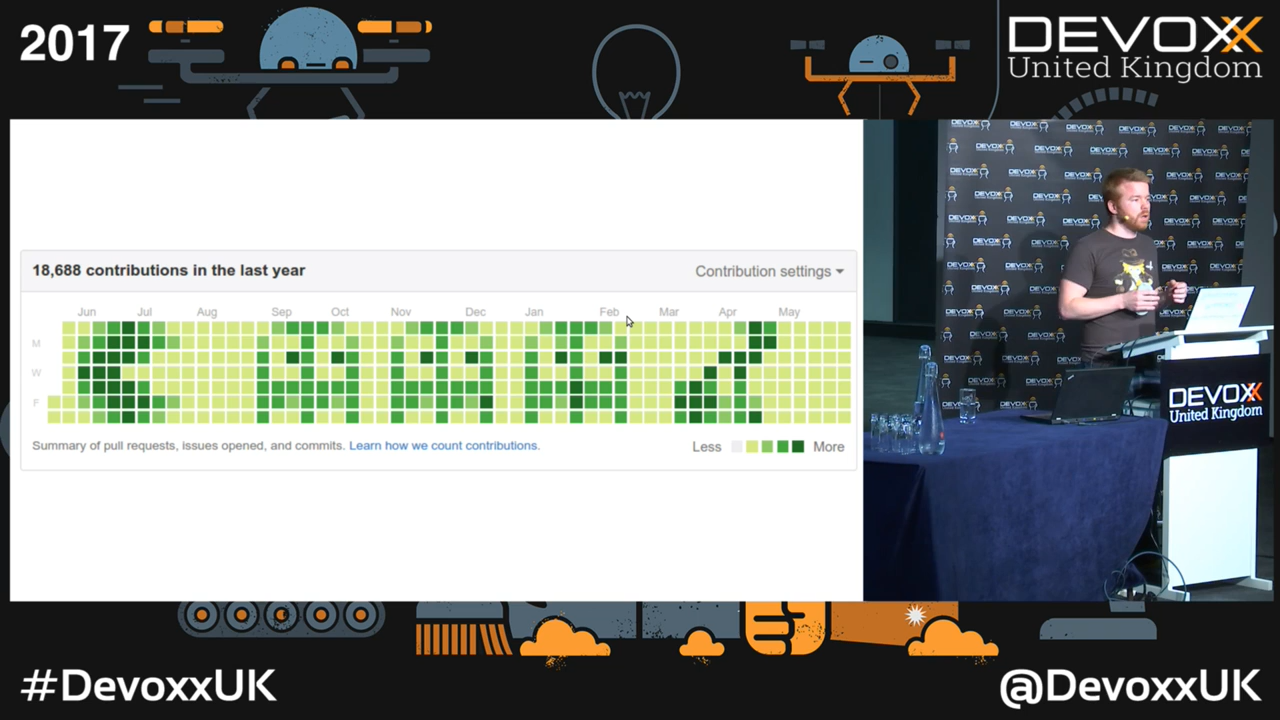 2017
DEVOXX
United Kingdom
18,688 contributions in the last year
Contribution settings
Jun Jul Aug Sep Oct Nov Dec Jan Feb Mar Apr May
M
W
F
Summary of pull requests, issues opened, and commits. Learn how we count contributions.
Less More
DEVOXX
United Kingdom
#DevoxxUK
@DevoxxUK